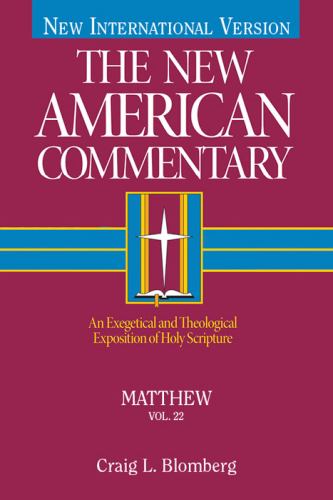 NEW INTERNATIONAL VERSION
THE NEW
AMERICAN
COMMENTARY
An Exegetical and Theological
Exposition of Holy Scripture
MATTHEW
VOL. 22
Craig L. Blomberg